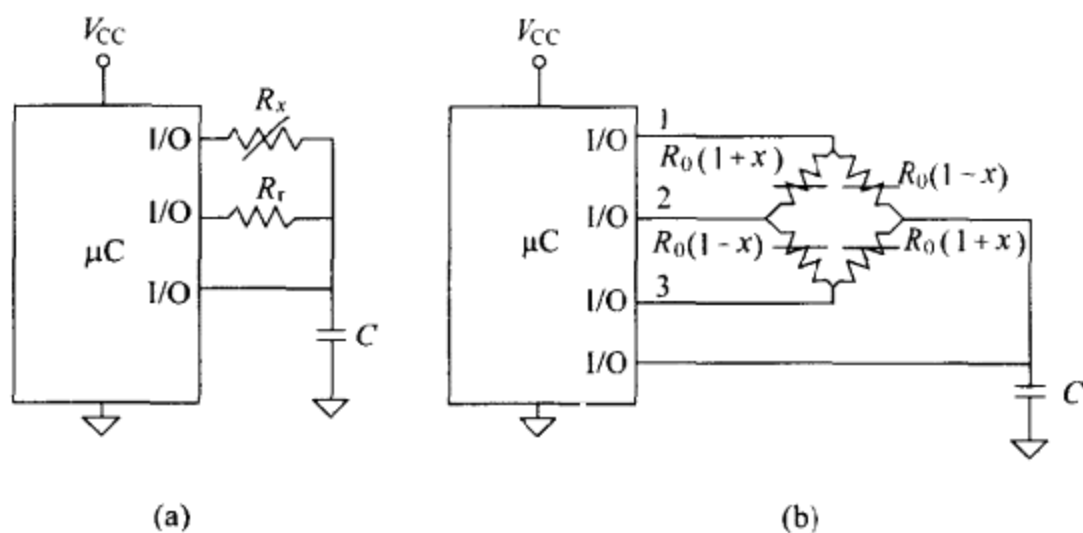 V_CC
I/O
R_x
I/O
R_r
μC
I/O
C
(a)
V_CC
I/O
1
R_0(1+x)
R_0(1−x)
I/O
2
μC
R_0(1−x)
R_0(1+x)
I/O
3
I/O
C
(b)